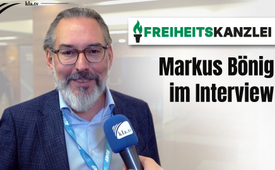 kla.tv
FREIHEITSKANZLEI
Markus Bönig
im Interview
kla.tv